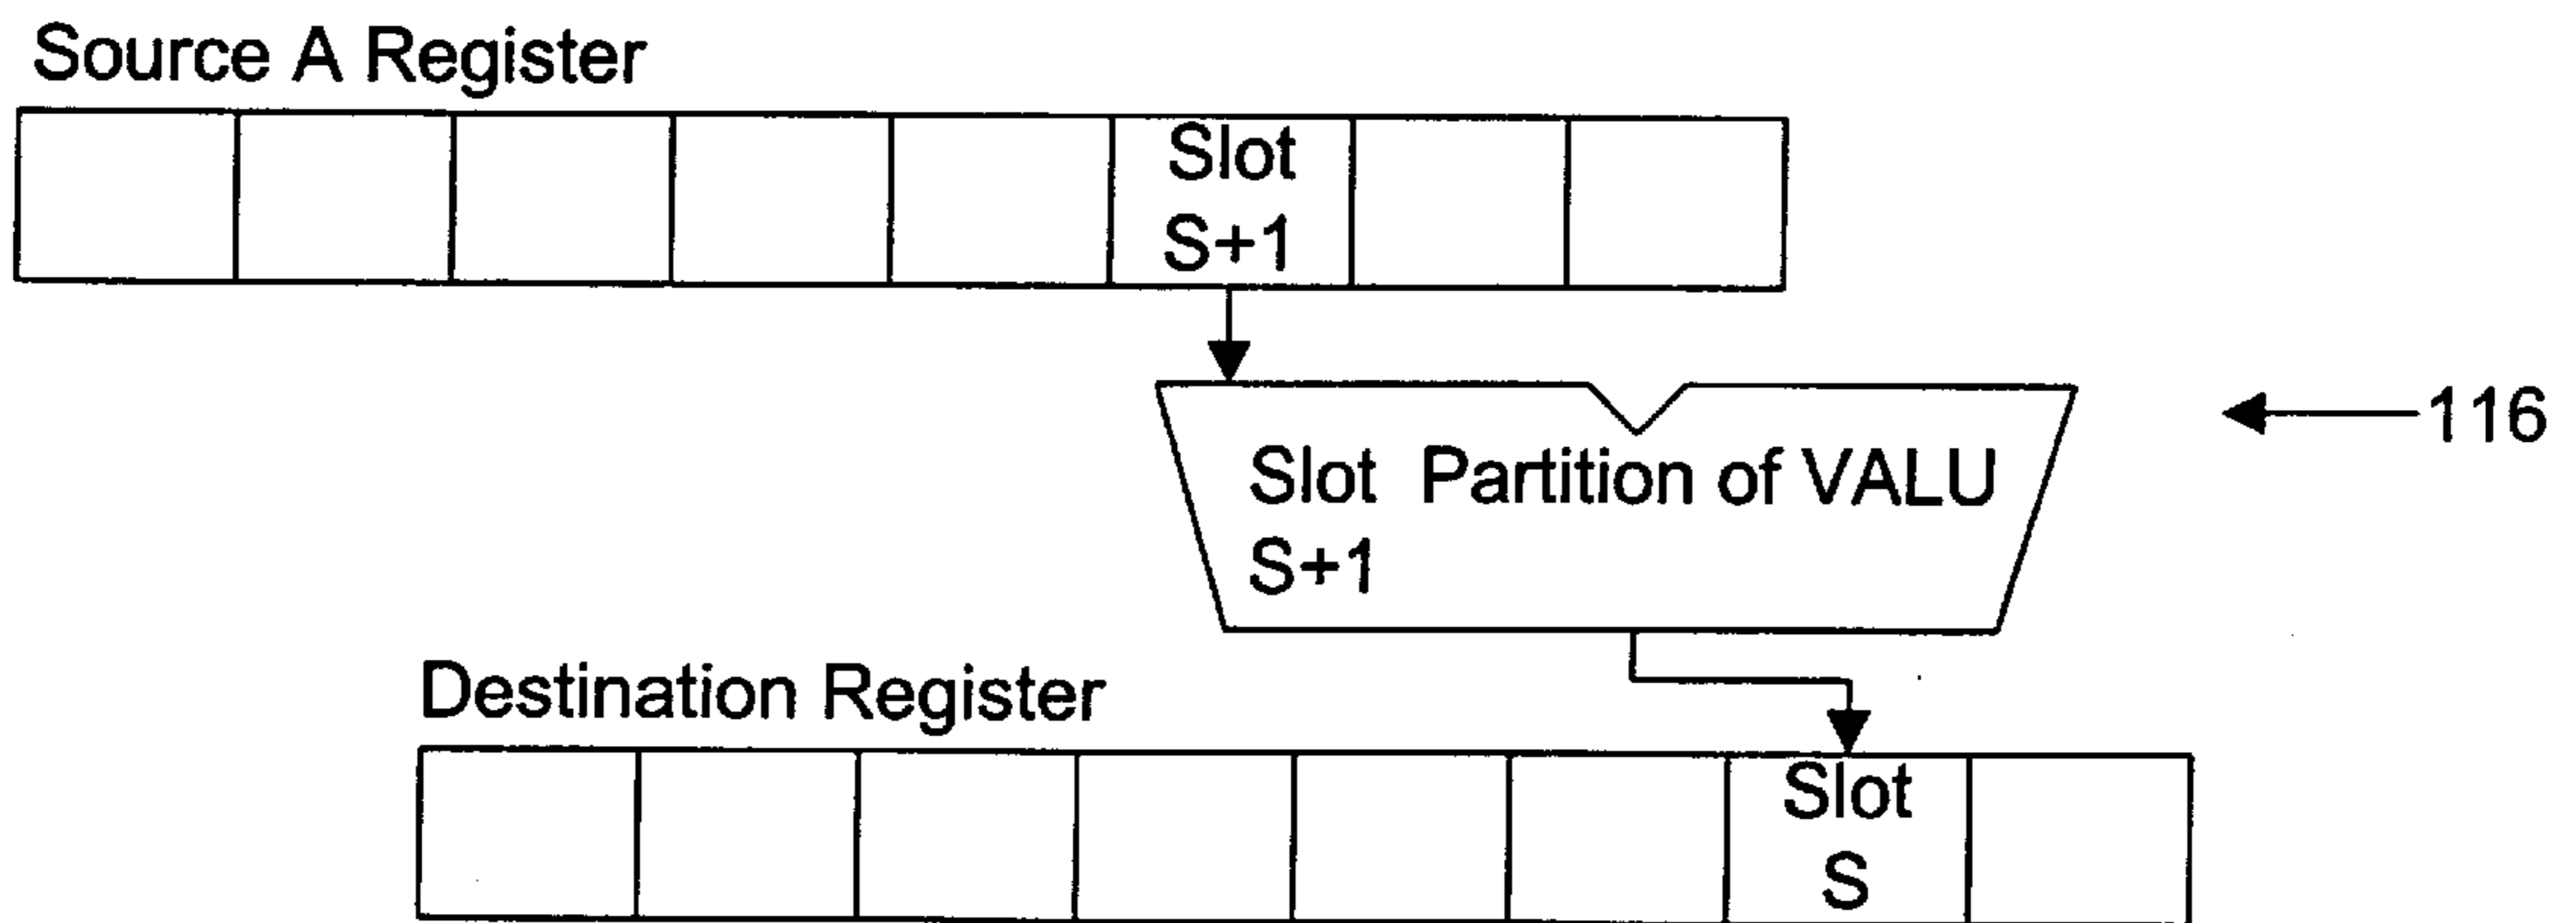 Source A Register
Slot
S+1
116
Slot Partition of VALU
S+1
Destination Register
Slot
S